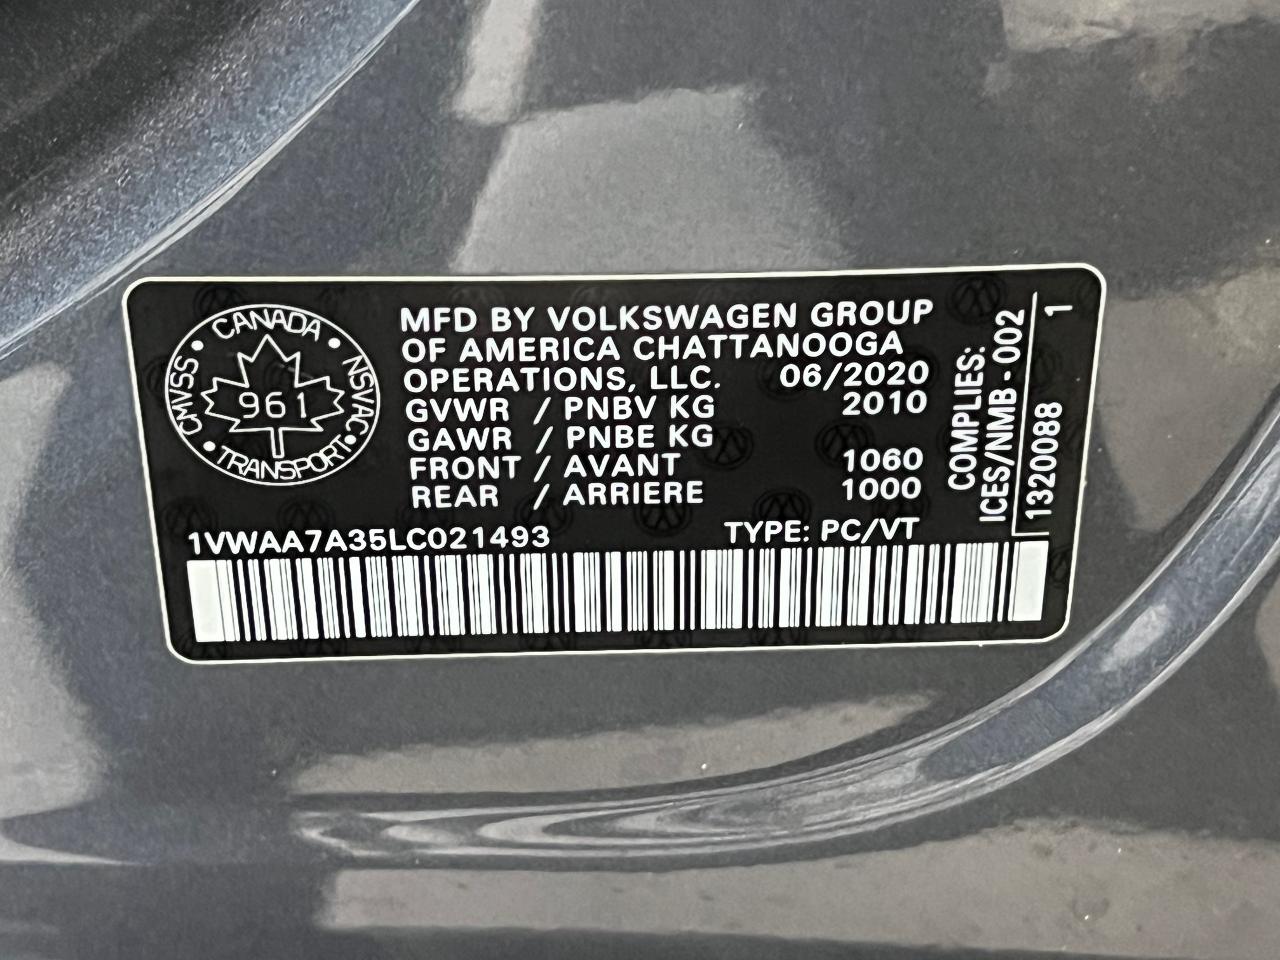 CANADA
CMVSS • NSVAC
961
TRANSPORT
MFD BY VOLKSWAGEN GROUP
OF AMERICA CHATTANOOGA
OPERATIONS, LLC. 06/2020
GVWR / PNBV KG 2010
GAWR / PNBE KG
FRONT / AVANT 1060
REAR / ARRIERE 1000
1VWAA7A35LC021493 TYPE: PC/VT
COMPLIES:
ICES/NMB - 002
1320088 1